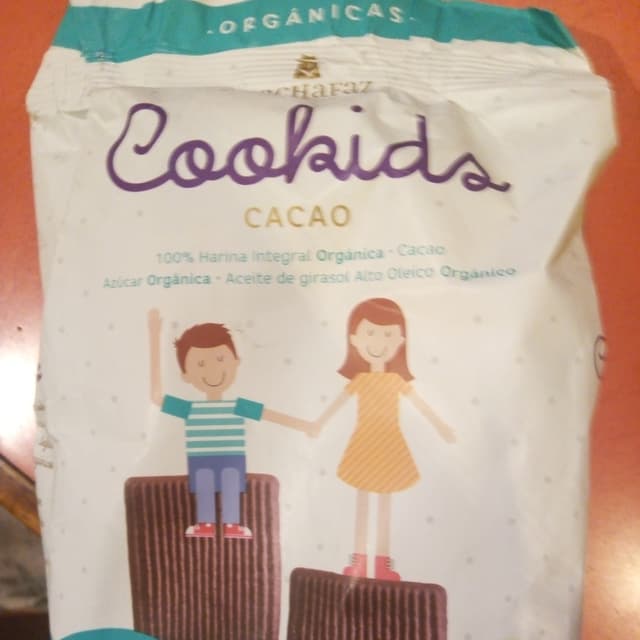 ·ORGÁNICAS·
Cookids
CACAO
100% Harina Integral Orgánica · Cacao
Azúcar Orgánica · Aceite de girasol Alto Oleico Orgánico